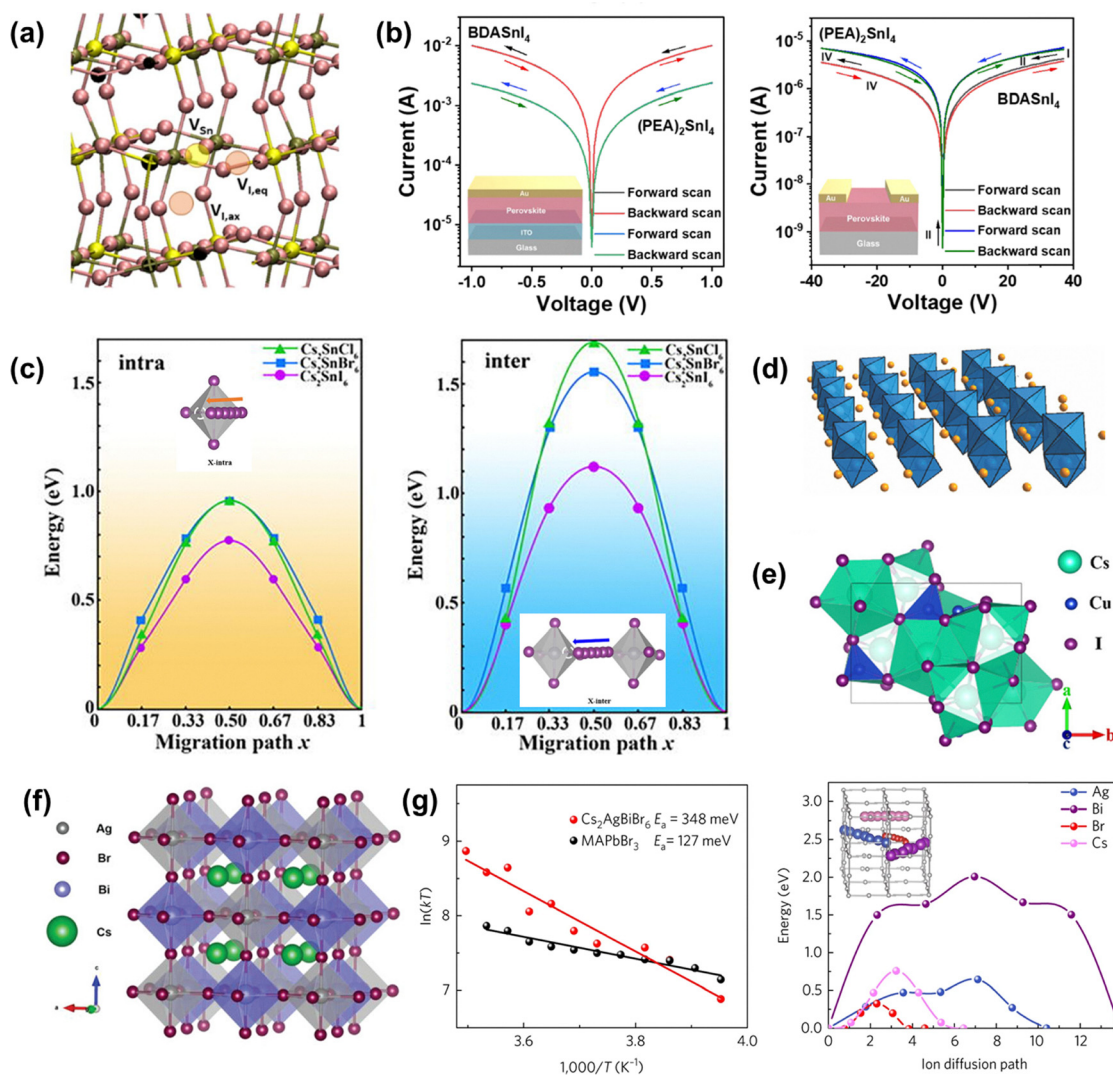 (a)
V_Sn
V_I,eq
V_I,ax
(b)
BDASnI₄
(PEA)₂SnI₄
Current (A)
10⁻²
10⁻³
10⁻⁴
10⁻⁵
Au
Perovskite
ITO
Glass
Forward scan
Backward scan
Forward scan
Backward scan
-1.0
-0.5
0.0
0.5
1.0
Voltage (V)
(PEA)₂SnI₄
BDASnI₄
IV
IV
I
II
II
Current (A)
10⁻⁴
10⁻⁵
10⁻⁶
10⁻⁷
10⁻⁸
10⁻⁹
Au
Au
Perovskite
Glass
Forward scan
Backward scan
Forward scan
Backward scan
-40
-20
0
20
40
Voltage (V)
(c)
intra
Cs₂SnCl₆
Cs₂SnBr₆
Cs₂SnI₆
X-intra
Energy (eV)
1.5
1.0
0.5
0
0.17
0.33
0.50
0.67
0.83
1
Migration path x
inter
Cs₂SnCl₆
Cs₂SnBr₆
Cs₂SnI₆
X-inter
Energy (eV)
1.5
1.0
0.5
0
0.17
0.33
0.50
0.67
0.83
1
Migration path x
(d)
(e)
Cs
Cu
I
a
b
c
(f)
Ag
Br
Bi
Cs
c
a
(g)
Cs₂AgBiBr₆ Eₐ = 348 meV
MAPbBr₃ Eₐ= 127 meV
ln(kT)
9
8
7
3.6
3.8
4.0
1,000/T (K⁻¹)
Ag
Bi
Br
Cs
Energy (eV)
3.0
2.5
2.0
1.5
1.0
0.5
0.0
0
2
4
6
8
10
12
14
Ion diffusion path